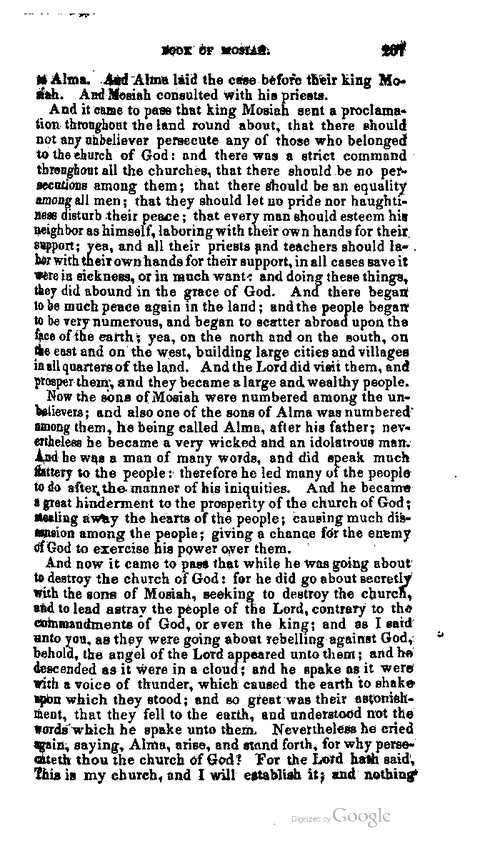 BOOK OF MOSIAH. 207
to Alma. And Alma laid the case before their king Mo-
siah. And Mosiah consulted with his priests.
And it came to pass that king Mosiah sent a proclama-
tion throughout the land round about, that there should
not any unbeliever persecute any of those who belonged
to the church of God: and there was a strict command
throughout all the churches, that there should be no per-
secutions among them; that there should be an equality
among all men; that they should let no pride nor haughti-
ness disturb their peace; that every man should esteem his
neighbor as himself, laboring with their own hands for their
support; yea, and all their priests and teachers should la-
bor with their own hands for their support, in all cases save it
were in sickness, or in much want: and doing these things,
they did abound in the grace of God. And there began
to be much peace again in the land; and the people began
to be very numerous, and began to scatter abroad upon the
face of the earth; yea, on the north and on the south, on
the east and on the west, building large cities and villages
in all quarters of the land. And the Lord did visit them, and
prosper them, and they became a large and wealthy people.
Now the sons of Mosiah were numbered among the un-
believers; and also one of the sons of Alma was numbered
among them, he being called Alma, after his father; nev-
ertheless he became a very wicked and an idolatrous man.
And he was a man of many words, and did speak much
flattery to the people: therefore he led many of the people
to do after the manner of his iniquities. And he became
a great hinderment to the prosperity of the church of God;
stealing away the hearts of the people; causing much dis-
sension among the people; giving a chance for the enemy
of God to exercise his power over them.
And now it came to pass that while he was going about
to destroy the church of God: for he did go about secretly
with the sons of Mosiah, seeking to destroy the church,
and to lead astray the people of the Lord, contrary to the
commandments of God, or even the king; and as I said
unto you, as they were going about rebelling against God,
behold, the angel of the Lord appeared unto them; and he
descended as it were in a cloud; and he spake as it were
with a voice of thunder, which caused the earth to shake
upon which they stood; and so great was their astonish-
ment, that they fell to the earth, and understood not the
words which he spake unto them. Nevertheless he cried
again, saying, Alma, arise, and stand forth, for why perse-
cuteth thou the church of God? For the Lord hath said,
This is my church, and I will establish it; and nothing
Digitized by Google